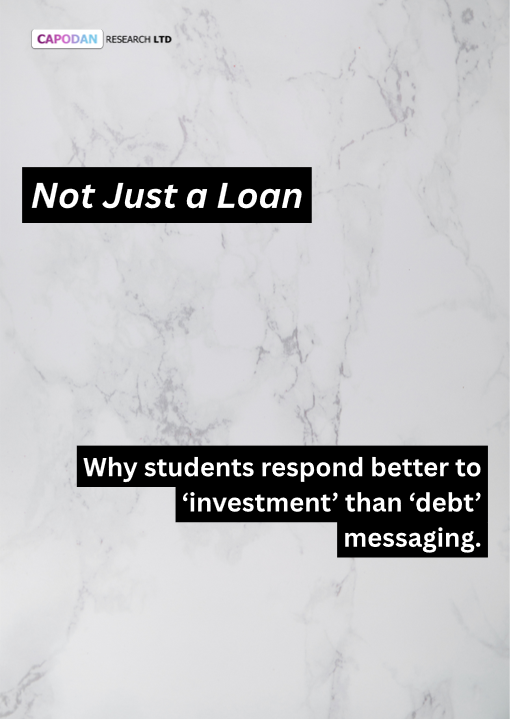 CAPODAN RESEARCH LTD
Not Just a Loan
Why students respond better to
‘investment’ than ‘debt’
messaging.